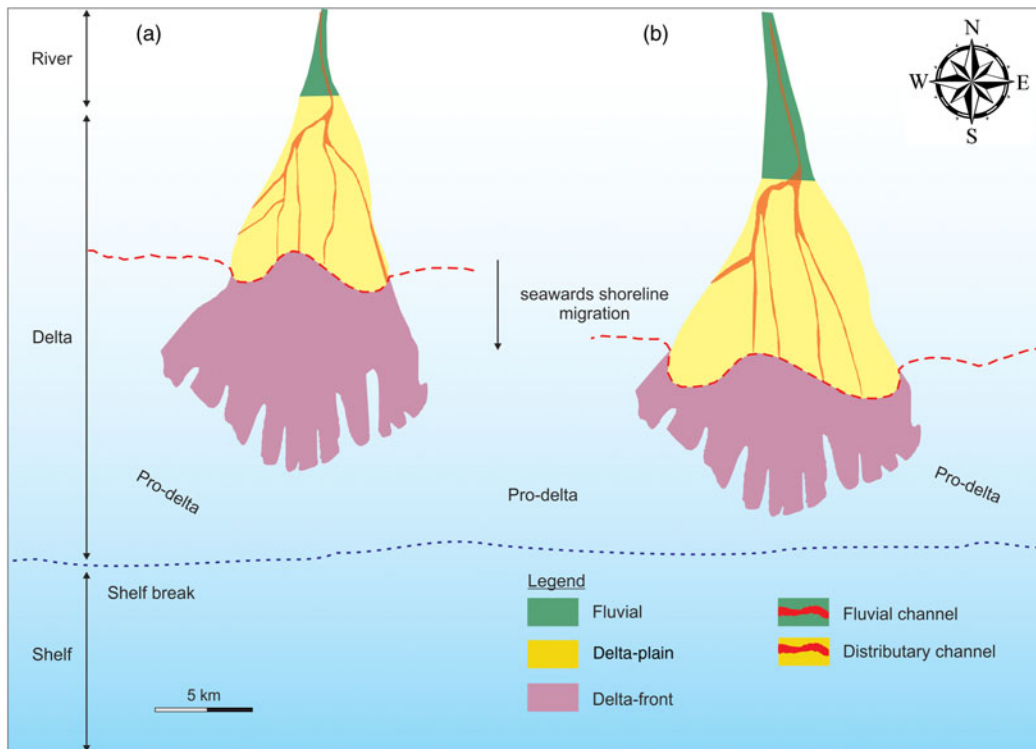 (a)
(b)
River
N
W
E
S
Delta
seawards shoreline
migration
Pro-delta
Pro-delta
Pro-delta
Shelf break
Shelf
5 km
Legend
Fluvial
Delta-plain
Delta-front
Fluvial channel
Distributary channel